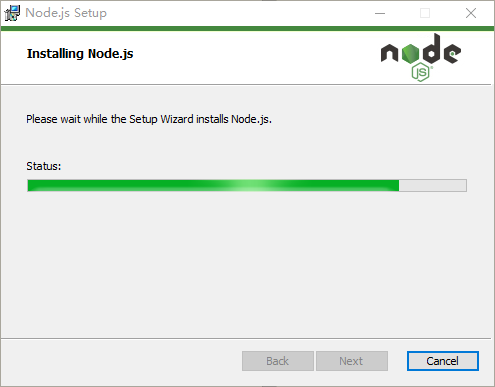 Node.js Setup
Installing Node.js
node
JS
Please wait while the Setup Wizard installs Node.js.
Status:
Back
Next
Cancel